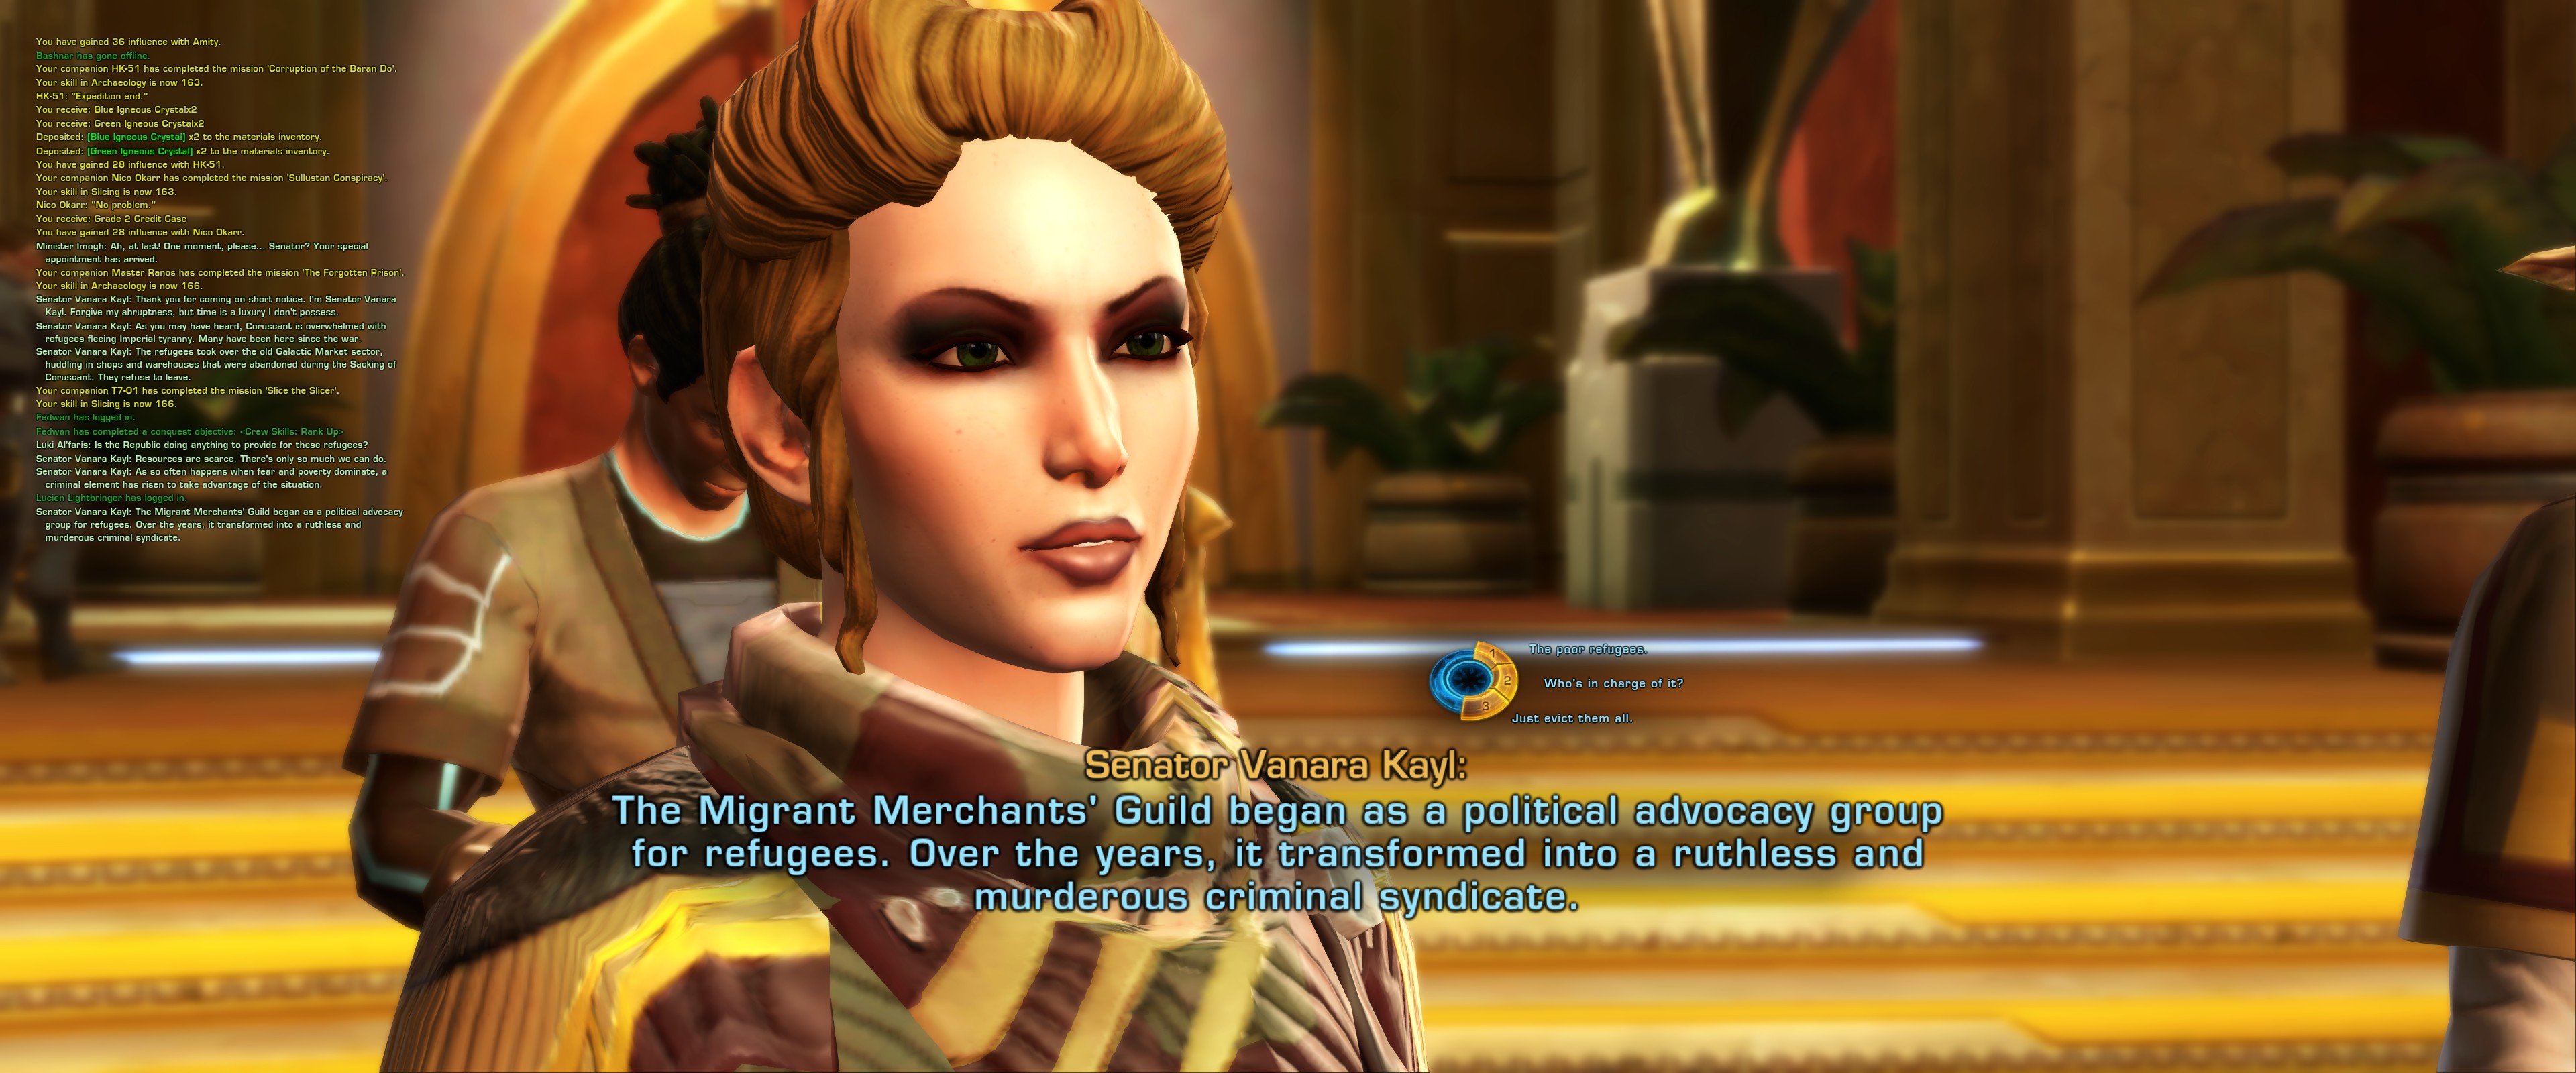 You have gained 36 influence with Amity.
Bashnar has gone offline.
Your companion HK-51 has completed the mission 'Corruption of the Baran Do'.
Your skill in Archaeology is now 163.
HK-51: "Expedition end."
You receive: Blue Igneous Crystalx2
You receive: Green Igneous Crystalx2
Deposited: [Blue Igneous Crystal] x2 to the materials inventory.
Deposited: [Green Igneous Crystal] x2 to the materials inventory.
You have gained 28 influence with HK-51.
Your companion Nico Okarr has completed the mission 'Sullustan Conspiracy'.
Your skill in Slicing is now 163.
Nico Okarr: "No problem."
You receive: Grade 2 Credit Case
You have gained 28 influence with Nico Okarr.
Minister Imogh: Ah, at last! One moment, please... Senator? Your special
appointment has arrived.
Your companion Master Ranos has completed the mission 'The Forgotten Prison'.
Your skill in Archaeology is now 166.
Senator Vanara Kayl: Thank you for coming on short notice. I'm Senator Vanara
Kayl. Forgive my abruptness, but time is a luxury I don't possess.
Senator Vanara Kayl: As you may have heard, Coruscant is overwhelmed with
refugees fleeing Imperial tyranny. Many have been here since the war.
Senator Vanara Kayl: The refugees took over the old Galactic Market sector,
huddling in shops and warehouses that were abandoned during the Sacking of
Coruscant. They refuse to leave.
Your companion T7-O1 has completed the mission 'Slice the Slicer'.
Your skill in Slicing is now 166.
Fedwan has logged in.
Fedwan has completed a conquest objective: <Crew Skills: Rank Up>
Luki Al'faris: Is the Republic doing anything to provide for these refugees?
Senator Vanara Kayl: Resources are scarce. There's only so much we can do.
Senator Vanara Kayl: As so often happens when fear and poverty dominate, a
criminal element has risen to take advantage of the situation.
Lucien Lightbringer has logged in.
Senator Vanara Kayl: The Migrant Merchants' Guild began as a political advocacy
group for refugees. Over the years, it transformed into a ruthless and
murderous criminal syndicate.
1 The poor refugees.
2 Who's in charge of it?
3 Just evict them all.
Senator Vanara Kayl:
The Migrant Merchants' Guild began as a political advocacy group
for refugees. Over the years, it transformed into a ruthless and
murderous criminal syndicate.